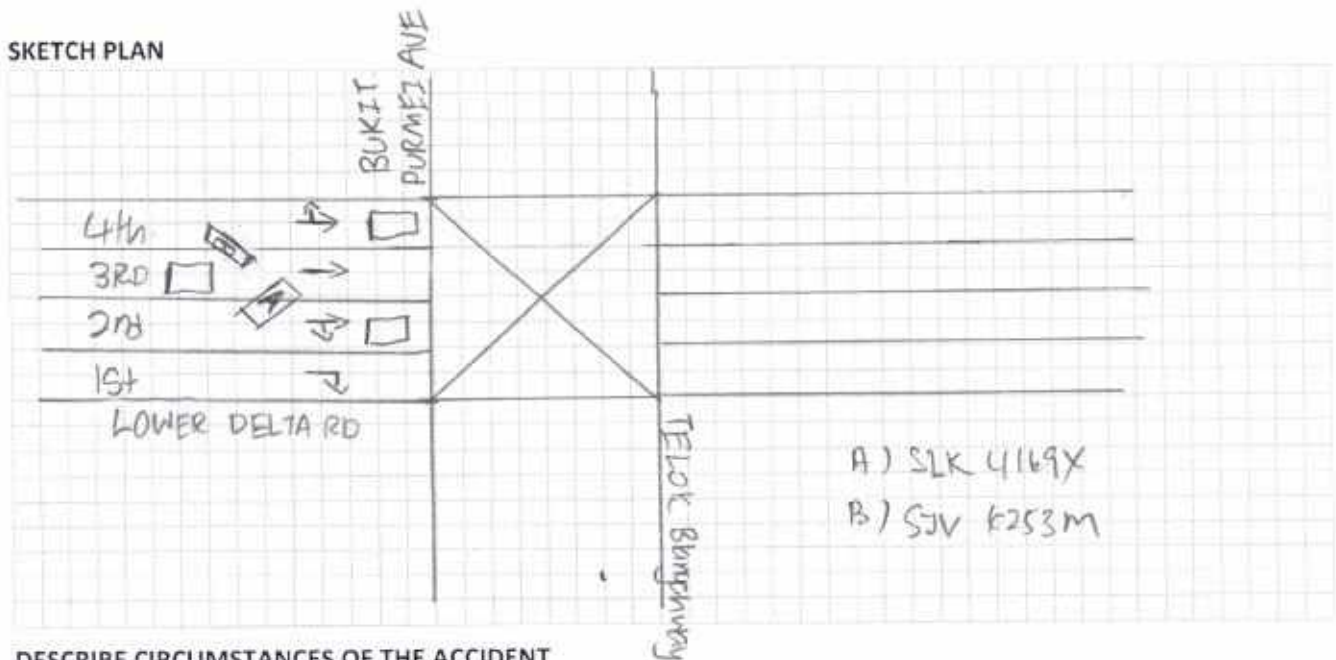 SKETCH PLAN
BUKIT
PURMEI AVE
4th
3RD
B
A
2nd
1st
LOWER DELTA RD
TELOK
A) SLK 4169X
B) SJV
DESCRIBE CIRCUMSTANCES OF THE ACCIDENT